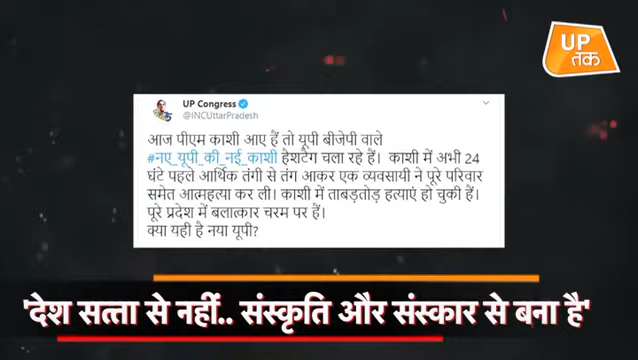 UP
तक
UP Congress
@INCUttarPradesh
आज पीएम काशी आए हैं तो यूपी बीजेपी वाले
#नए_यूपी_की_नई_काशी हैशटैग चला रहे हैं। काशी में अभी 24
घंटे पहले आर्थिक तंगी से तंग आकर एक व्यवसायी ने पूरे परिवार
समेत आत्महत्या कर ली। काशी में ताबड़तोड़ हत्याएं हो चुकी हैं।
पूरे प्रदेश में बलात्कार चरम पर हैं।
क्या यही है नया यूपी?
'देश सत्ता से नहीं.. संस्कृति और संस्कार से बना है'